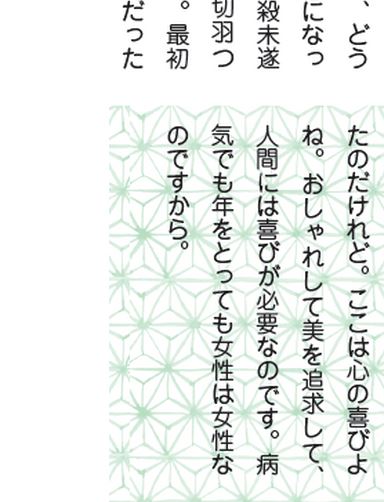 、どう
になっ
殺未遂
切羽つ
。最初
だった
たのだけれど。ここは心の喜びよ
ね。おしゃれして美を追求して、
人間には喜びが必要なのです。病
気でも年をとっても女性は女性な
のですから。